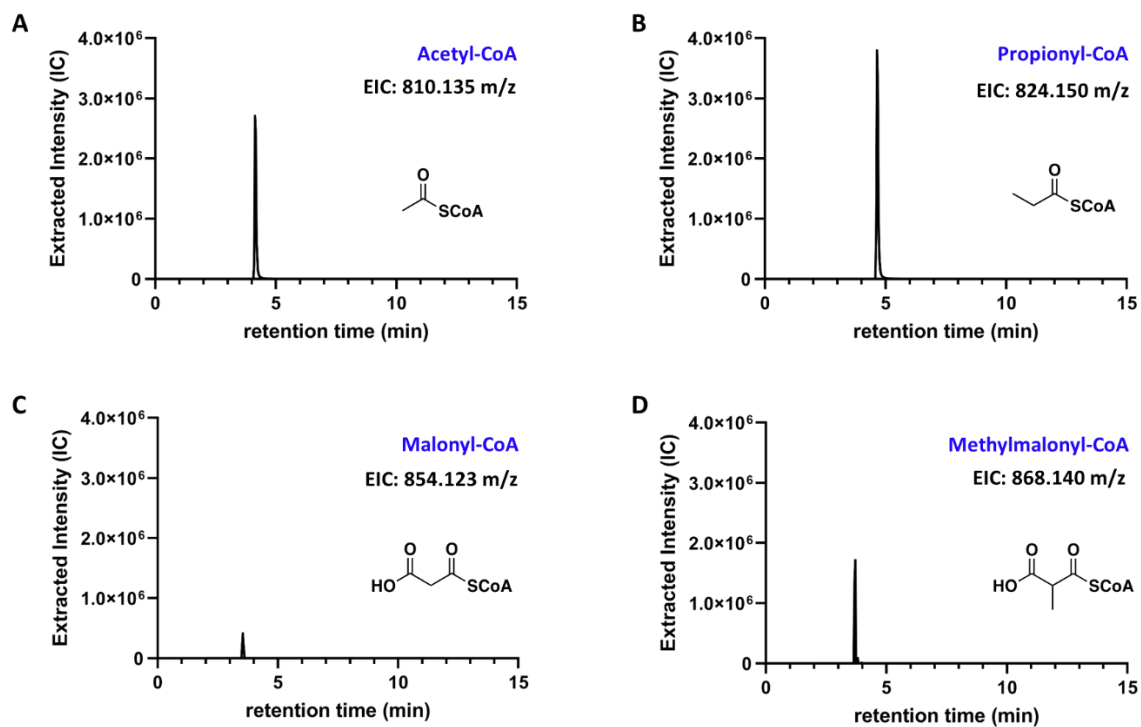 A
Acetyl-CoA
EIC: 810.135 m/z
Extracted Intensity (IC)
4.0×10⁶
3.0×10⁶
2.0×10⁶
1.0×10⁶
0
O
SCoA
0 5 10 15
retention time (min)
B
Propionyl-CoA
EIC: 824.150 m/z
Extracted Intensity (IC)
4.0×10⁶
3.0×10⁶
2.0×10⁶
1.0×10⁶
0
O
SCoA
0 5 10 15
retention time (min)
C
Malonyl-CoA
EIC: 854.123 m/z
Extracted Intensity (IC)
4.0×10⁶
3.0×10⁶
2.0×10⁶
1.0×10⁶
0
O O
HO SCoA
0 5 10 15
retention time (min)
D
Methylmalonyl-CoA
EIC: 868.140 m/z
Extracted Intensity (IC)
4.0×10⁶
3.0×10⁶
2.0×10⁶
1.0×10⁶
0
O O
HO SCoA
0 5 10 15
retention time (min)